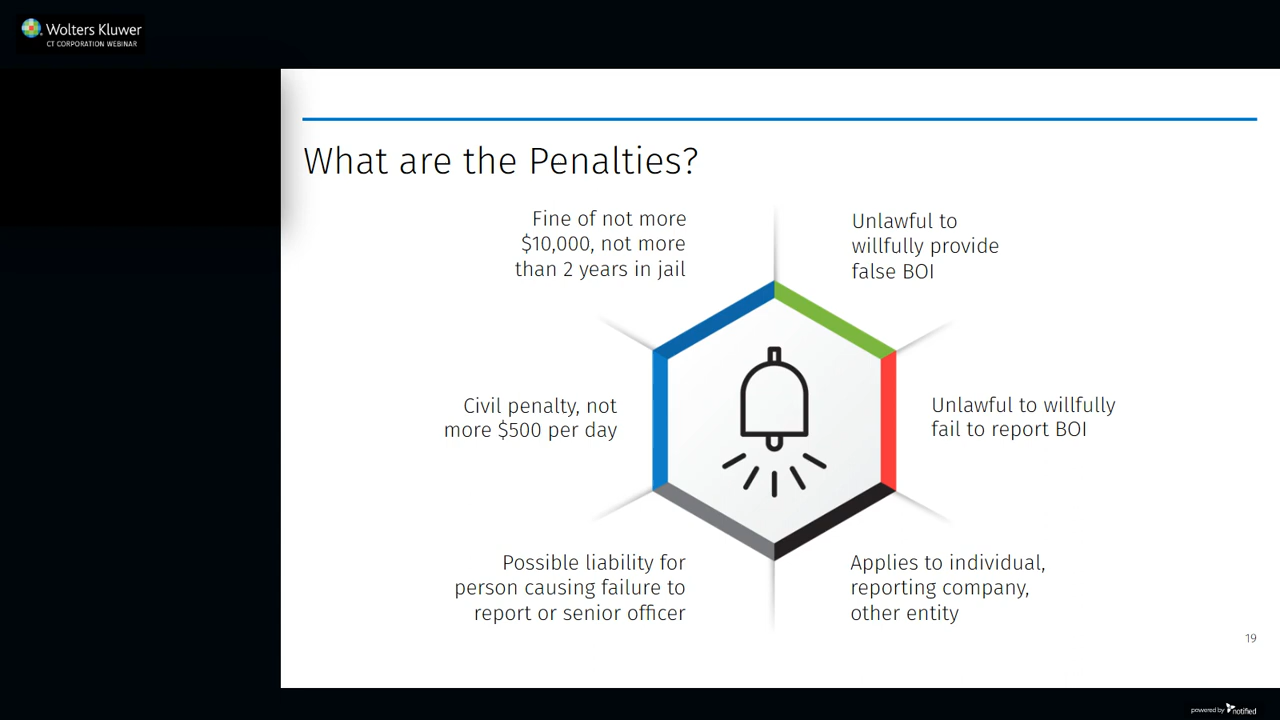 Wolters Kluwer
CT CORPORATION WEBINAR
What are the Penalties?
Fine of not more
$10,000, not more
than 2 years in jail
Unlawful to
willfully provide
false BOI
Civil penalty, not
more $500 per day
Unlawful to willfully
fail to report BOI
Possible liability for
person causing failure to
report or senior officer
Applies to individual,
reporting company,
other entity
19
powered by notified